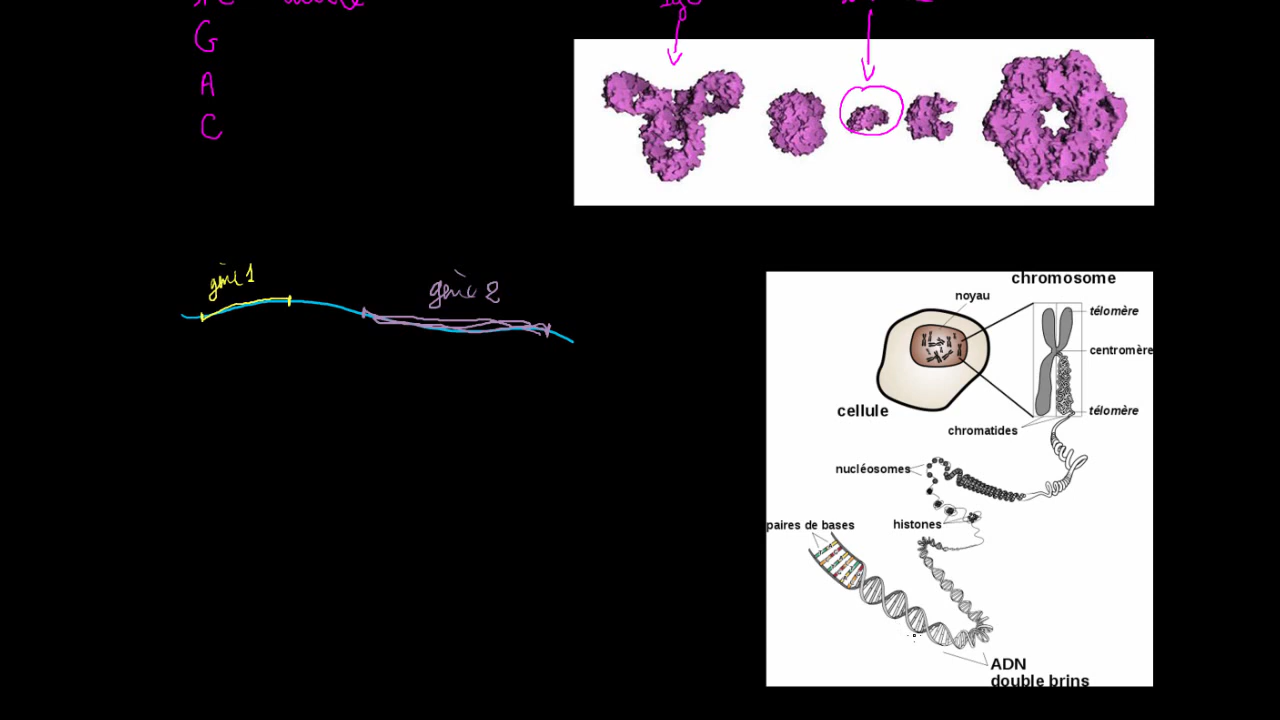 G
A
C
gène 1
gène 2
chromosome
noyau
télomère
centromère
cellule
télomère
chromatides
nucléosomes
paires de bases
histones
ADN
double brins